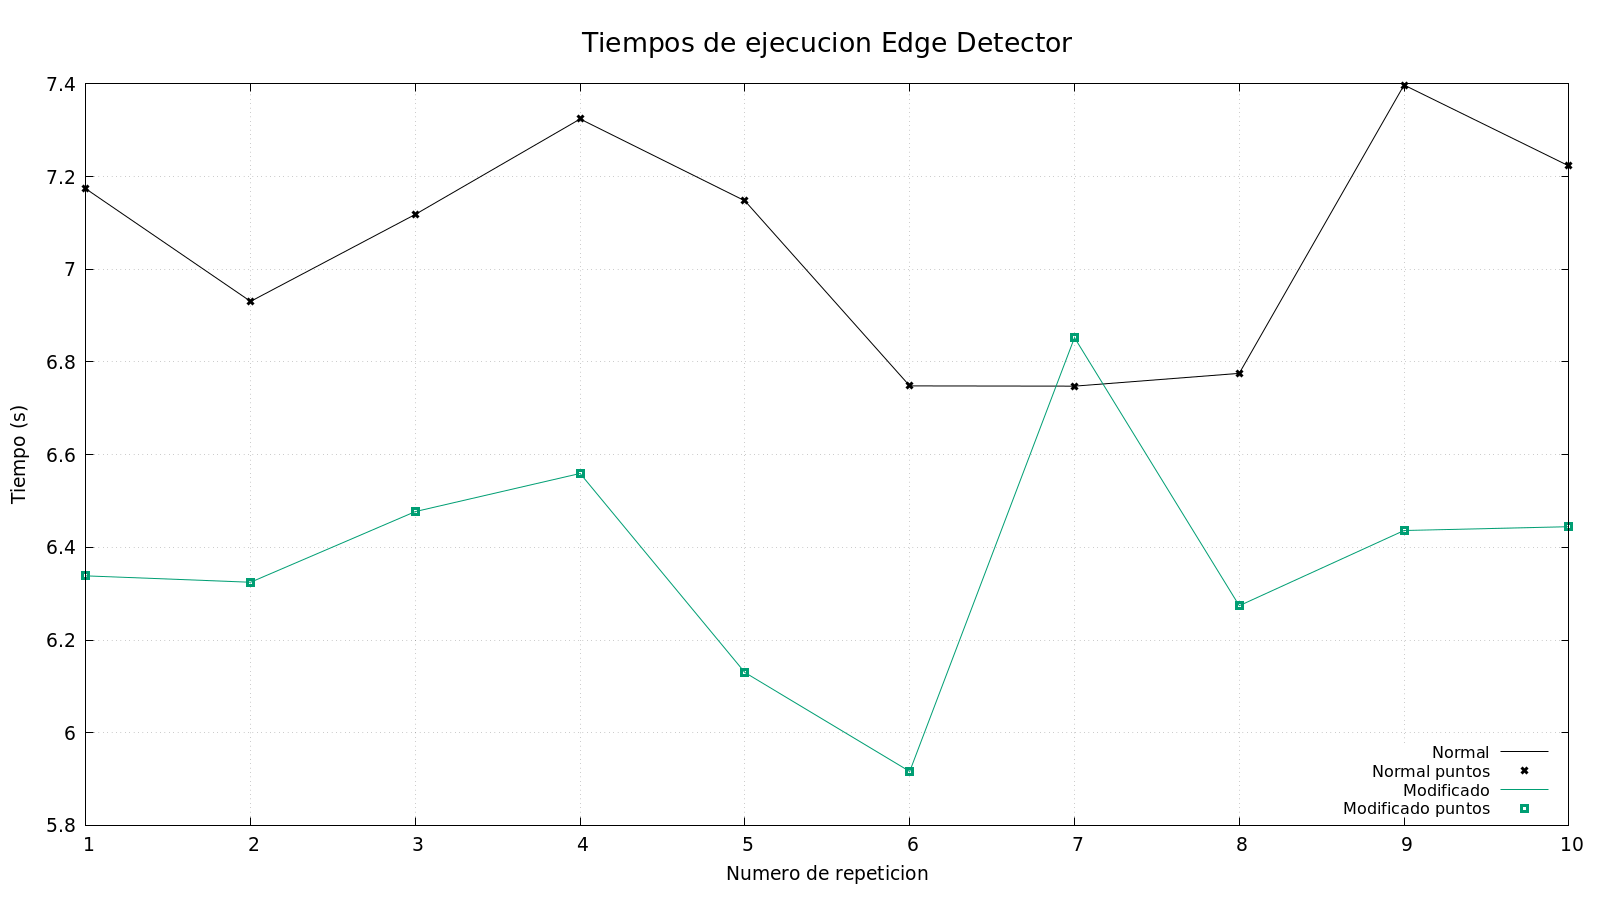 Tiempos de ejecucion Edge Detector
7.4
7.2
7
6.8
6.6
6.4
6.2
6
5.8
Tiempo (s)
1 2 3 4 5 6 7 8 9 10
Numero de repeticion
Normal
Normal puntos
Modificado
Modificado puntos